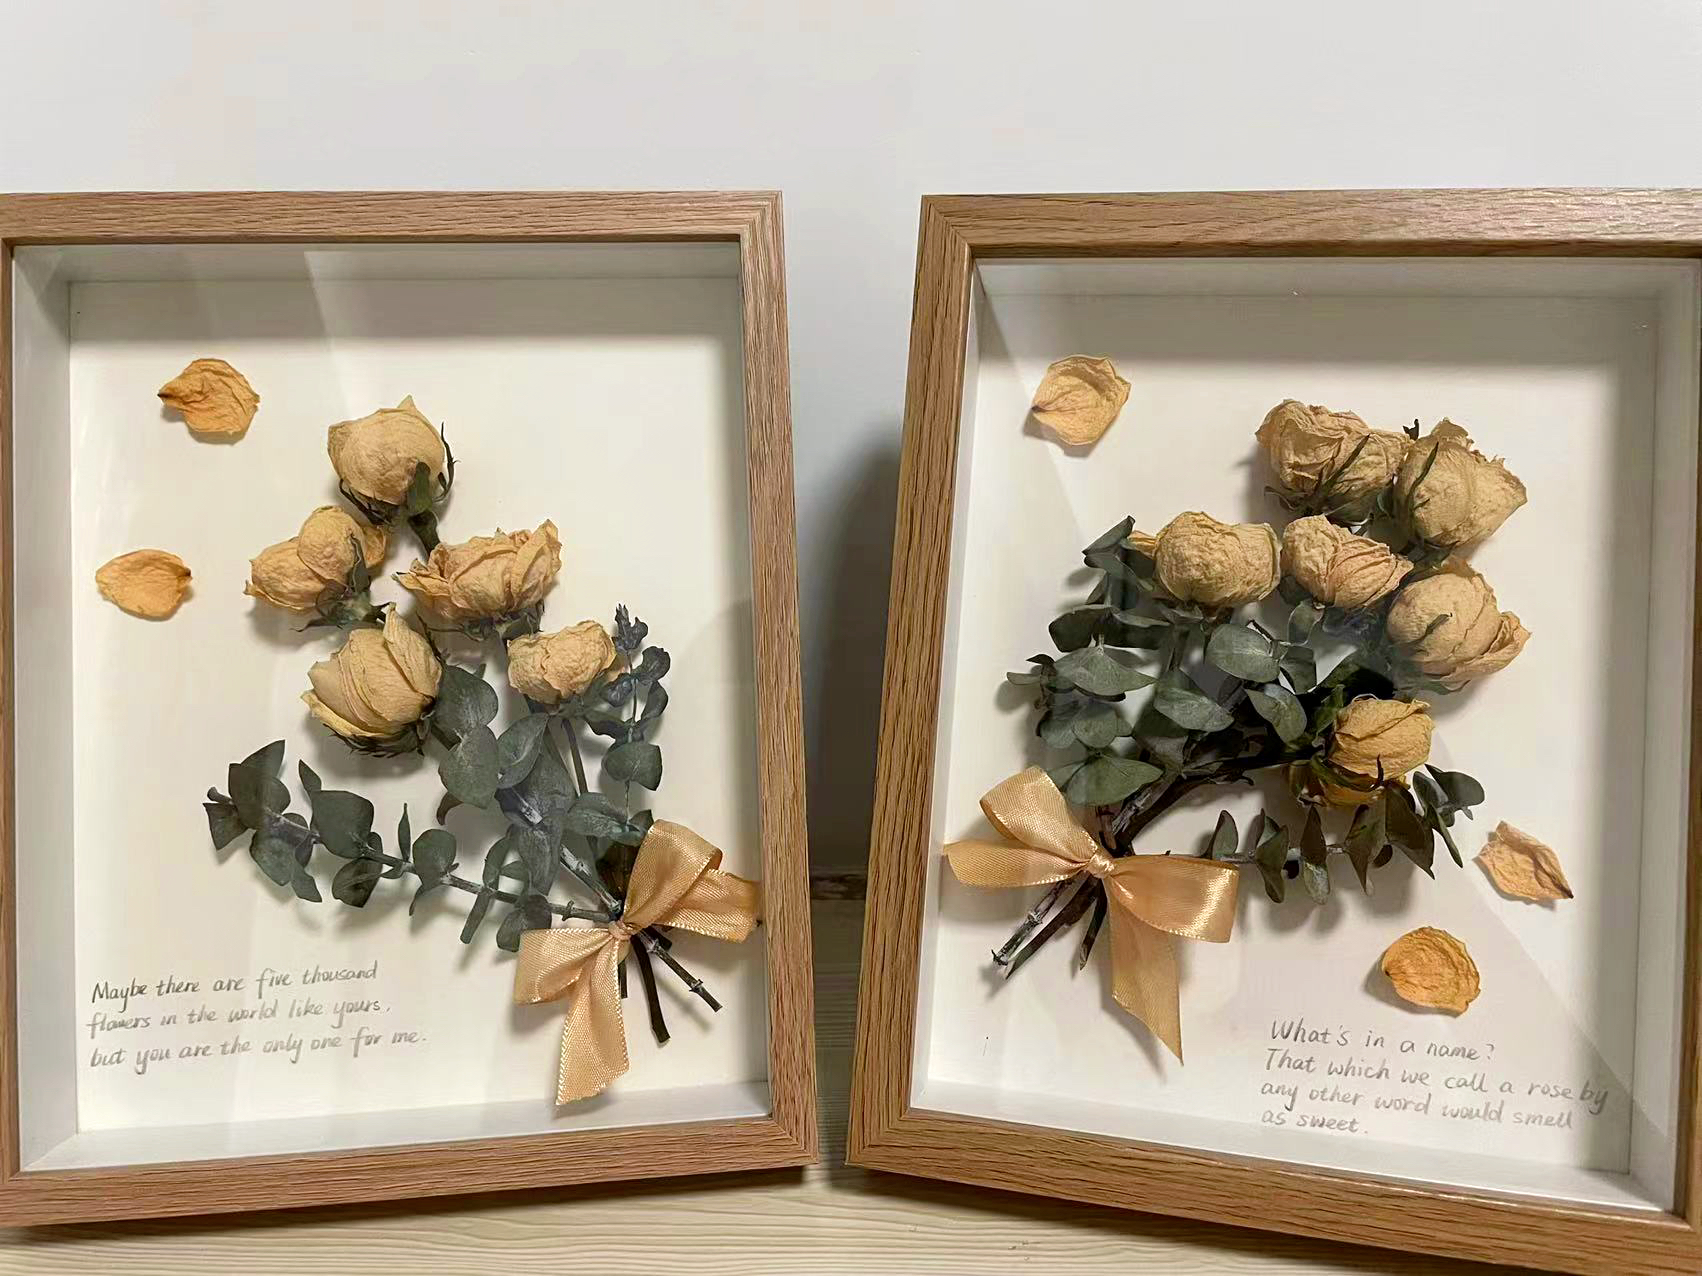 Maybe there are five thousand
flowers in the world like yours,
but you are the only one for me.
What's in a name?
That which we call a rose by
any other word would smell
as sweet.